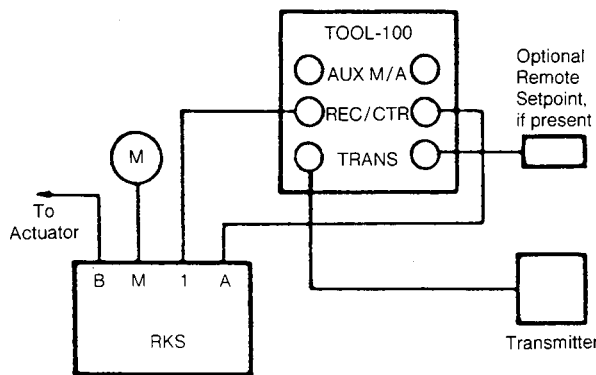 TOOL-100
AUX M/A
REC/CTR
TRANS
Optional
Remote
Setpoint,
if present
M
To
Actuator
B M 1 A
RKS
Transmitter